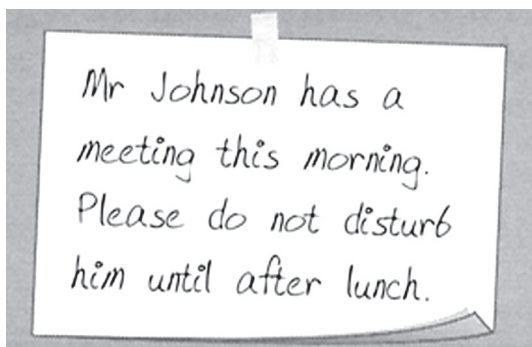 Mr Johnson has a
meeting this morning.
Please do not disturb
him until after lunch.